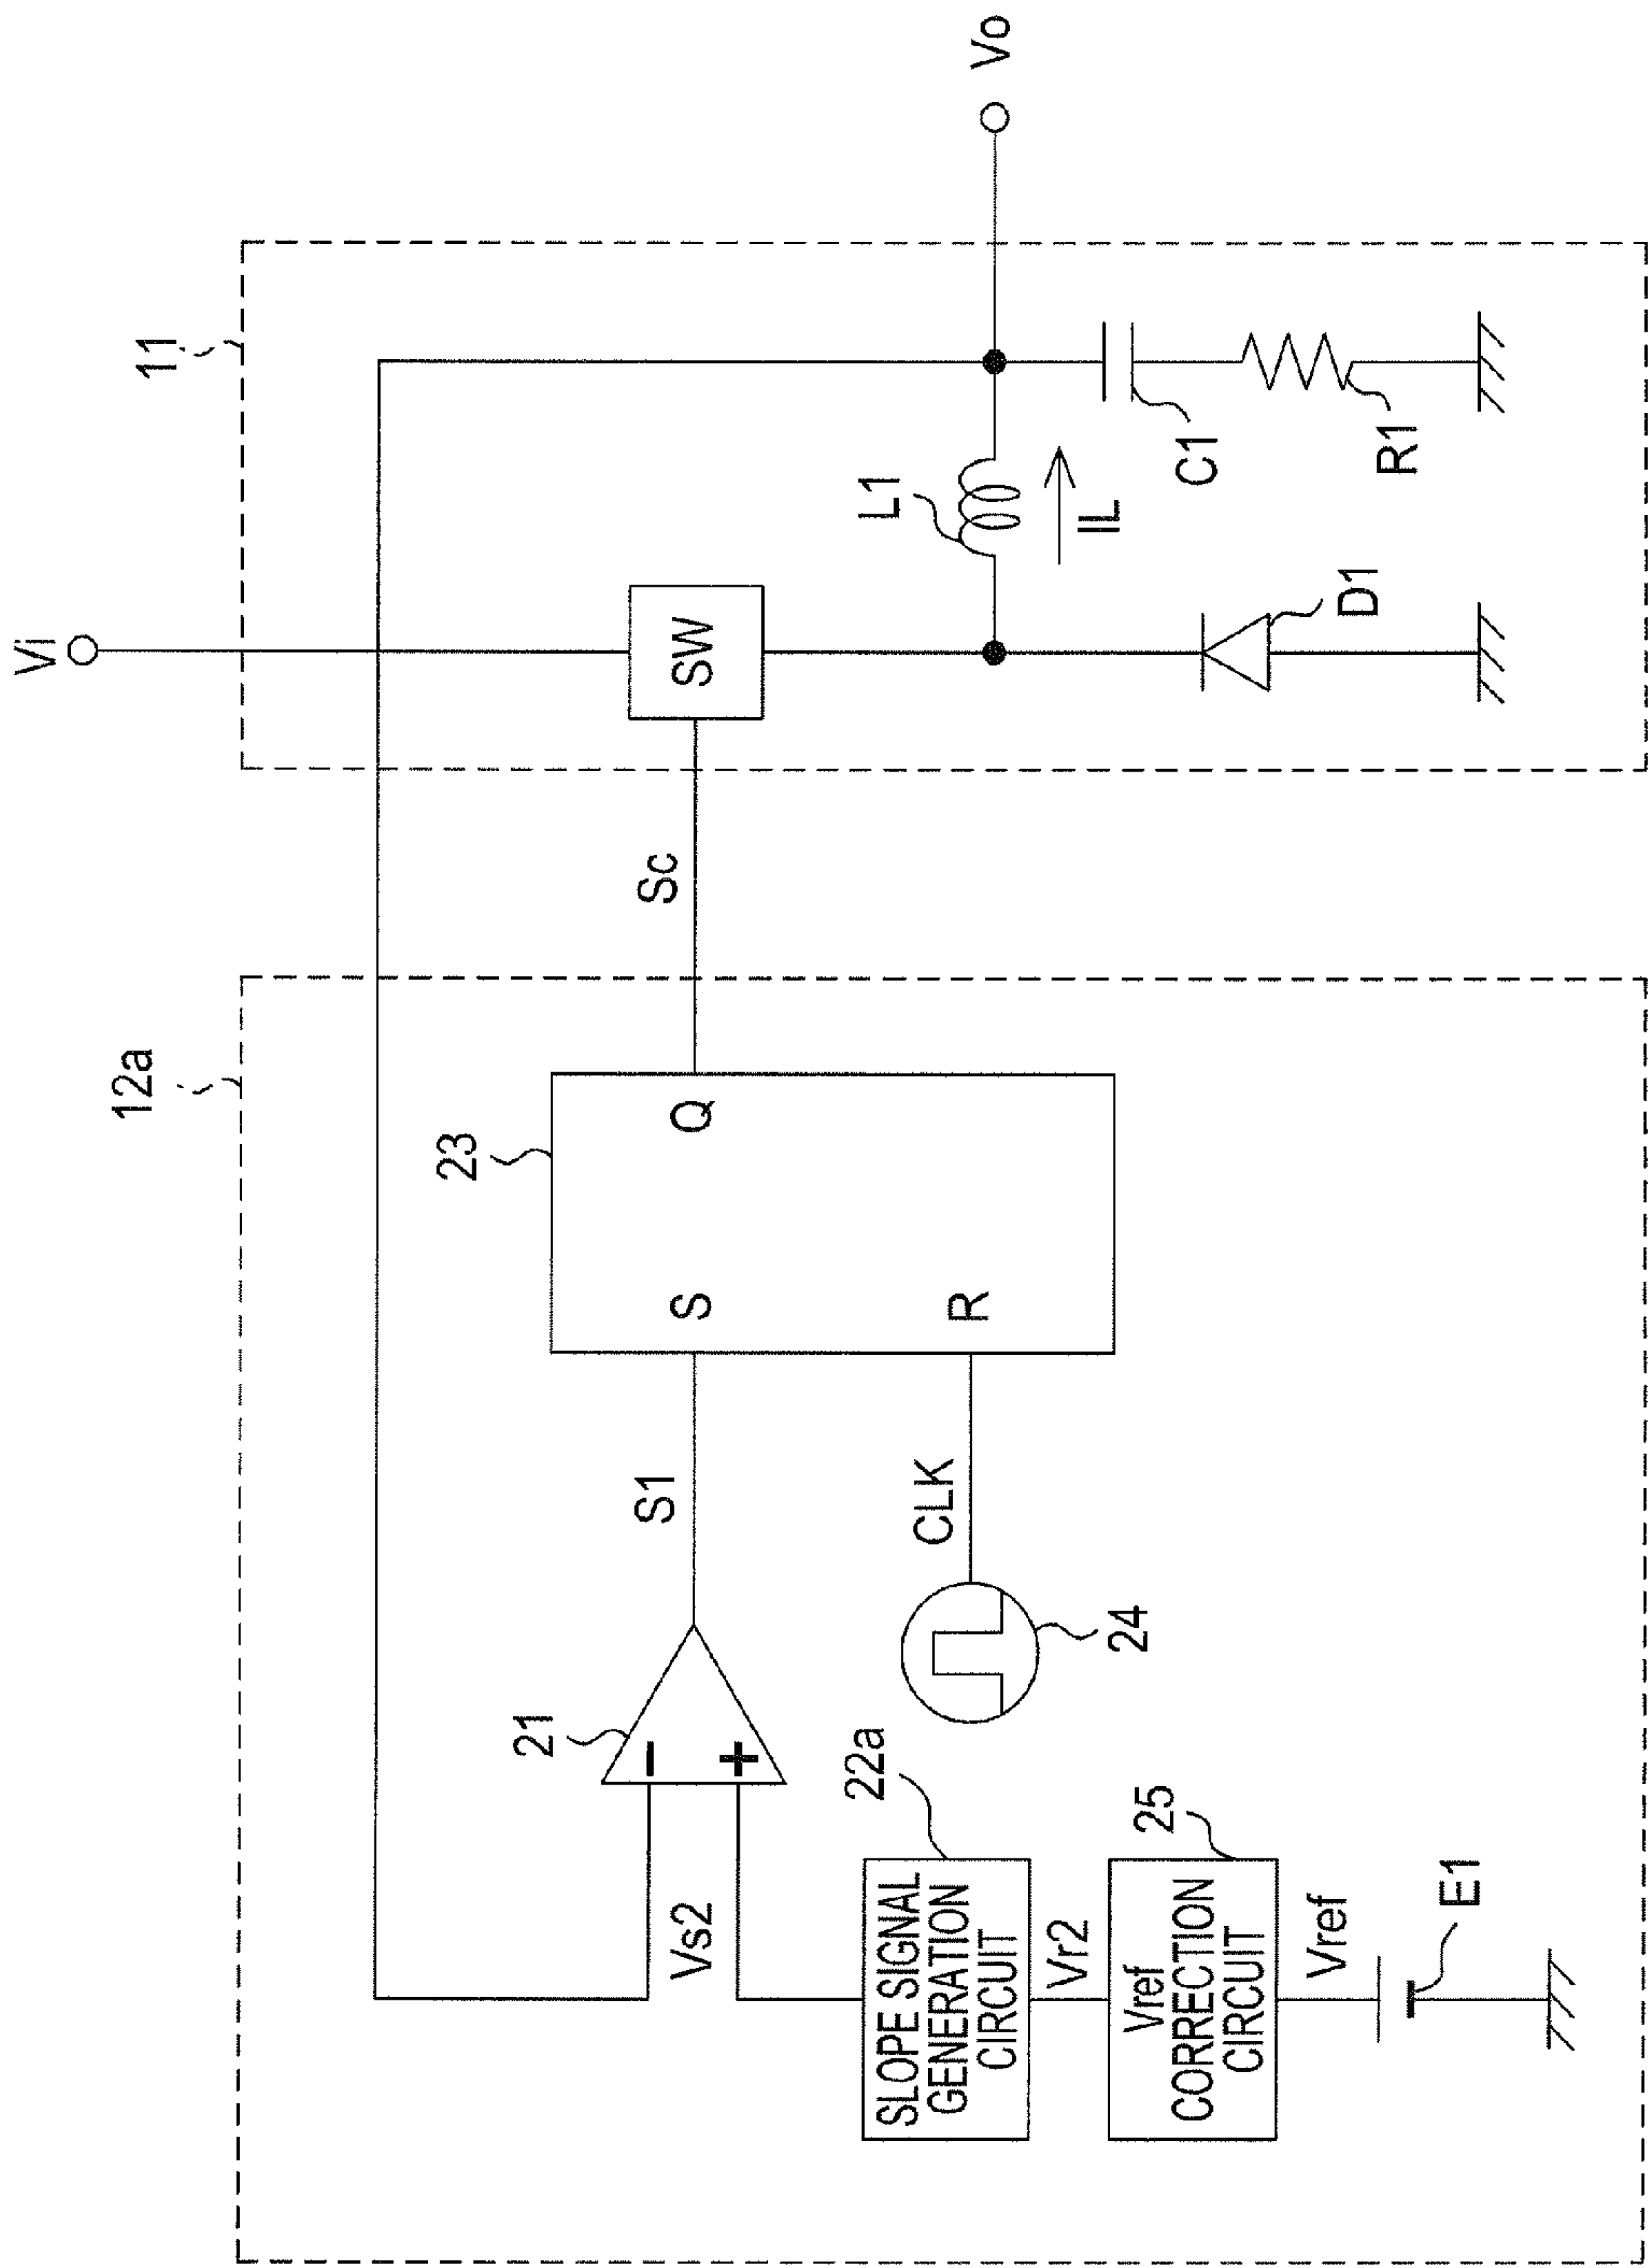 Vi
11
12a
23
Sc
SW
Vo
L1
IL
C1
R1
D1
Q
S
R
S1
CLK
24
21
−
+
Vs2
22a
SLOPE SIGNAL
GENERATION
CIRCUIT
Vr2
25
Vref
CORRECTION
CIRCUIT
Vref
E1